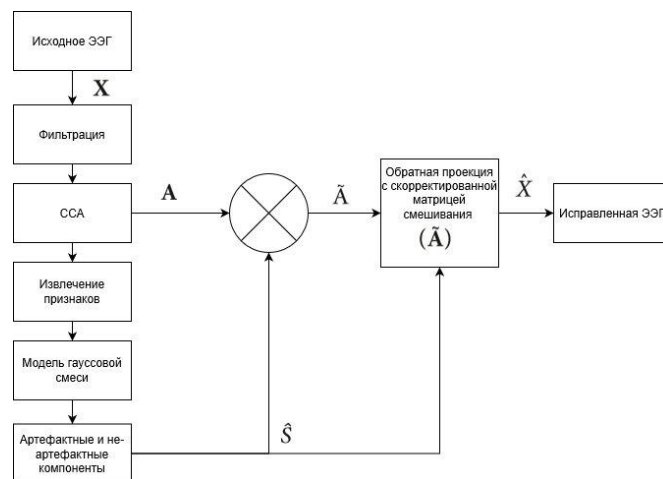 Исходное ЭЭГ
X
Фильтрация
ССА
A
Ã
Обратная проекция
с скорректированной
матрицей
смешивания
(Ã)
X̂
Исправленная ЭЭГ
Извлечение
признаков
Модель гауссовой
смеси
Артефактные и не-
артефактные
компоненты
Ŝ